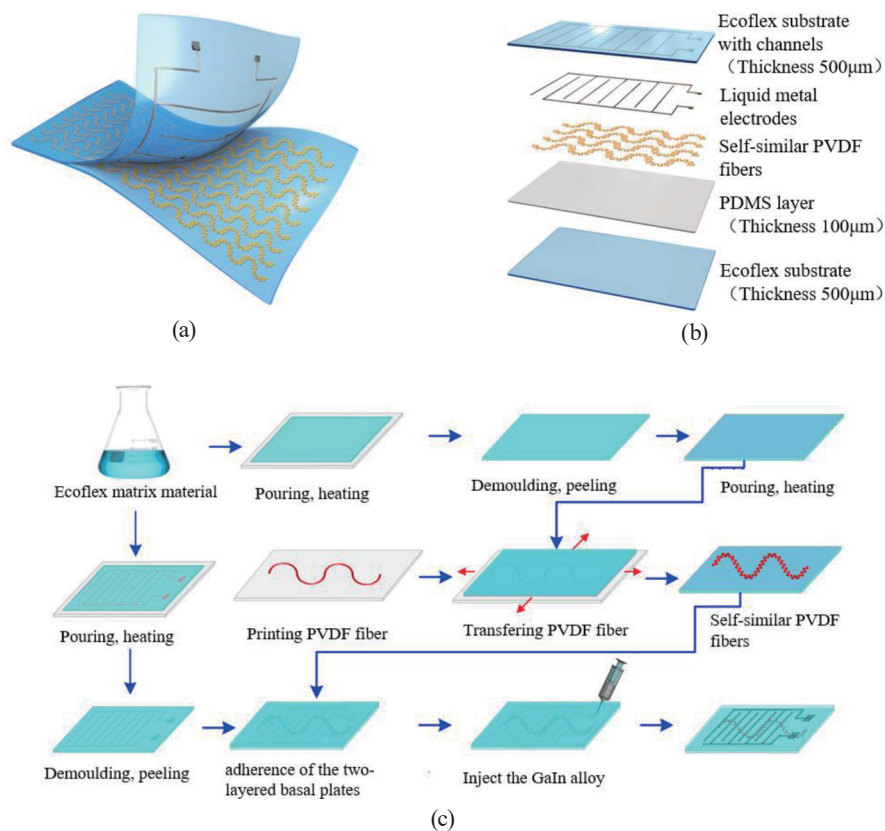 Ecoflex substrate
with channels
（Thickness 500μm）
Liquid metal
electrodes
Self-similar PVDF
fibers
PDMS layer
（Thickness 100μm）
Ecoflex substrate
（Thickness 500μm）
(a)
(b)
Ecoflex matrix material
Pouring, heating
Demoulding, peeling
Pouring, heating
Pouring, heating
Printing PVDF fiber
Transfering PVDF fiber
Self-similar PVDF
fibers
Demoulding, peeling
adherence of the two-
layered basal plates
Inject the GaIn alloy
(c)